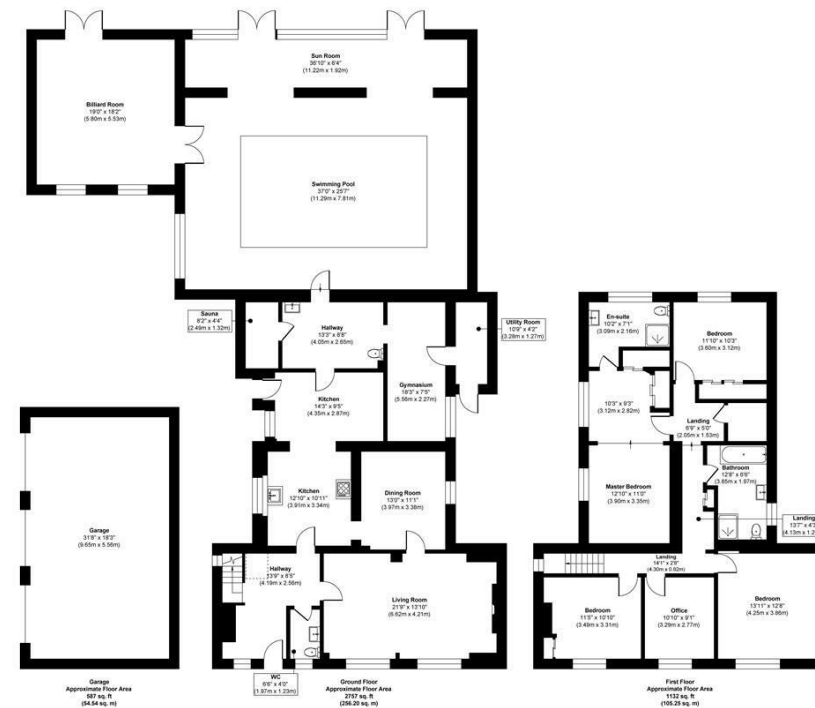 Sun Room
36'10" x 6'4"
(11.22m x 1.92m)
Billiard Room
19'0" x 18'2"
(5.80m x 5.53m)
Swimming Pool
37'0" x 25'7"
(11.29m x 7.81m)
Sauna
8'2" x 4'4"
(2.49m x 1.32m)
Hallway
13'3" x 8'8"
(4.05m x 2.65m)
Utility Room
10'9" x 4'2"
(3.28m x 1.27m)
Gymnasium
18'3" x 7'5"
(5.56m x 2.27m)
Kitchen
14'3" x 9'5"
(4.35m x 2.87m)
Kitchen
12'10" x 10'11"
(3.91m x 3.34m)
Dining Room
13'0" x 11'1"
(3.97m x 3.38m)
Hallway
13'9" x 8'5"
(4.19m x 2.56m)
Living Room
21'9" x 13'10"
(6.62m x 4.21m)
WC
6'6" x 4'0"
(1.97m x 1.23m)
Garage
31'8" x 18'3"
(9.65m x 5.56m)
En-suite
10'2" x 7'1"
(3.09m x 2.16m)
Bedroom
11'10" x 10'3"
(3.60m x 3.12m)
10'3" x 9'3"
(3.12m x 2.82m)
Landing
6'9" x 5'0"
(2.05m x 1.53m)
Bathroom
12'8" x 6'6"
(3.85m x 1.97m)
Master Bedroom
12'10" x 11'0"
(3.90m x 3.35m)
Landing
13'7" x 4'3
(4.13m x 1.2
Landing
14'1" x 2'8"
(4.30m x 0.82m)
Bedroom
11'5" x 10'10"
(3.49m x 3.31m)
Office
10'10" x 9'1"
(3.29m x 2.77m)
Bedroom
13'11" x 12'8"
(4.25m x 3.86m)
Garage
Approximate Floor Area
587 sq. ft
(54.54 sq. m)
Ground Floor
Approximate Floor Area
2757 sq. ft
(256.20 sq. m)
First Floor
Approximate Floor Area
1132 sq. ft
(105.25 sq. m)